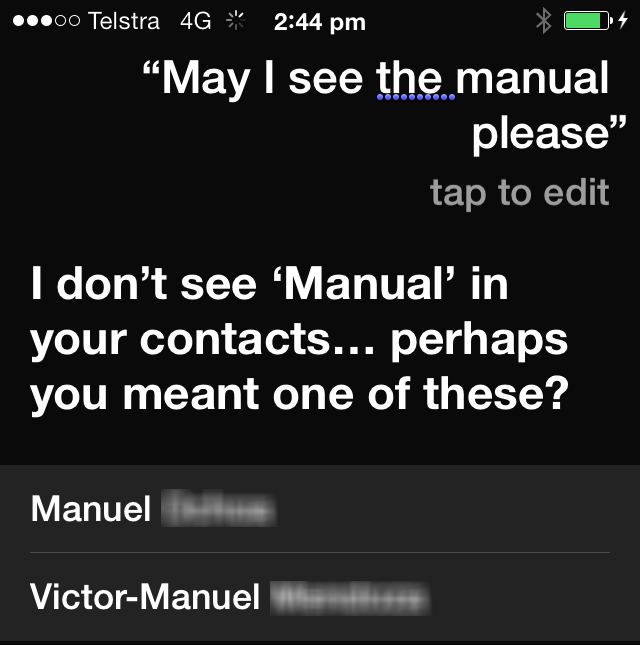 Telstra 4G 2:44 pm
“May I see the manual
please”
tap to edit
I don’t see ‘Manual’ in
your contacts... perhaps
you meant one of these?
Manuel
Victor-Manuel